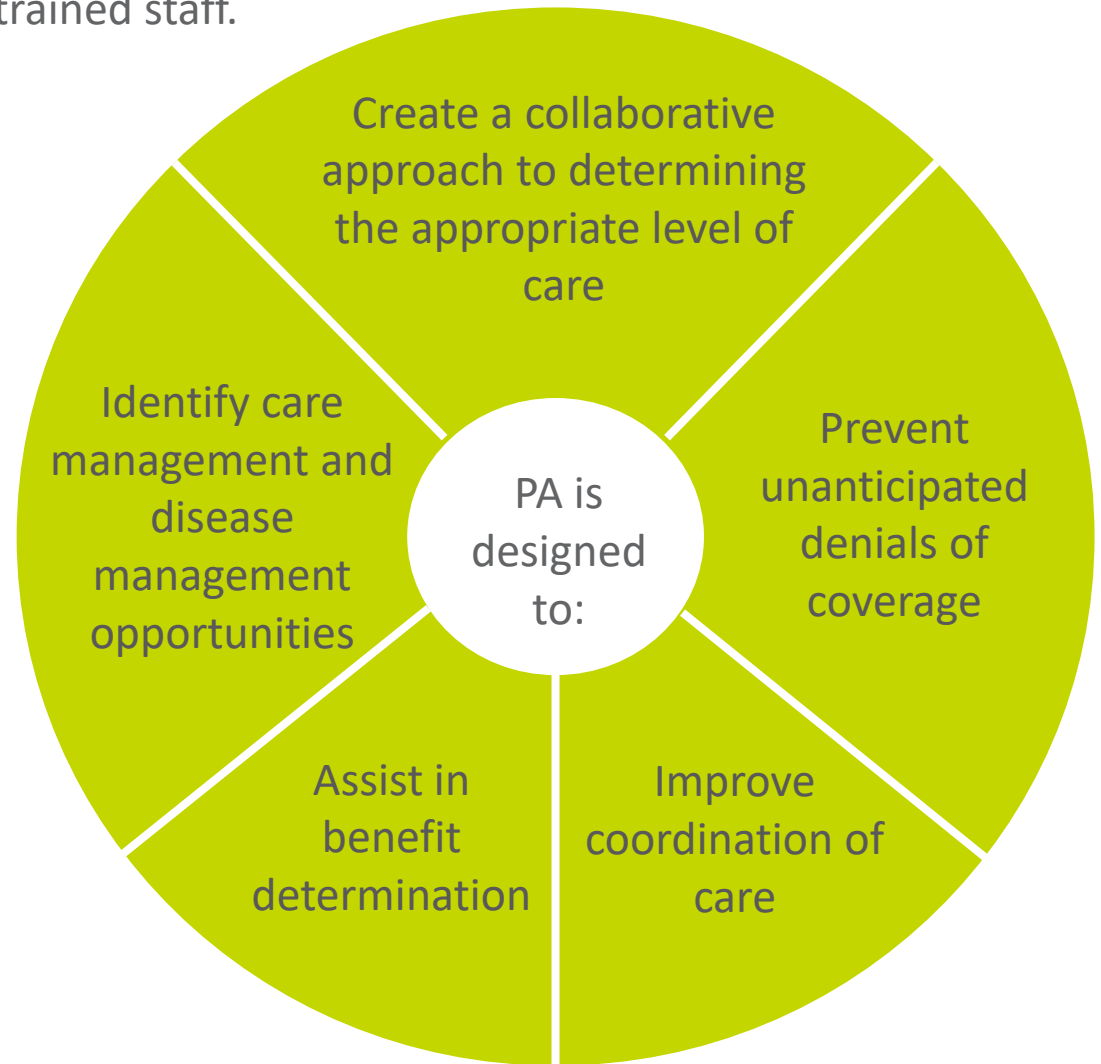 trained staff.
Create a collaborative
approach to determining
the appropriate level of
care
Prevent
unanticipated
denials of
coverage
Improve
coordination of
care
Assist in
benefit
determination
Identify care
management and
disease
management
opportunities
PA is
designed
to: